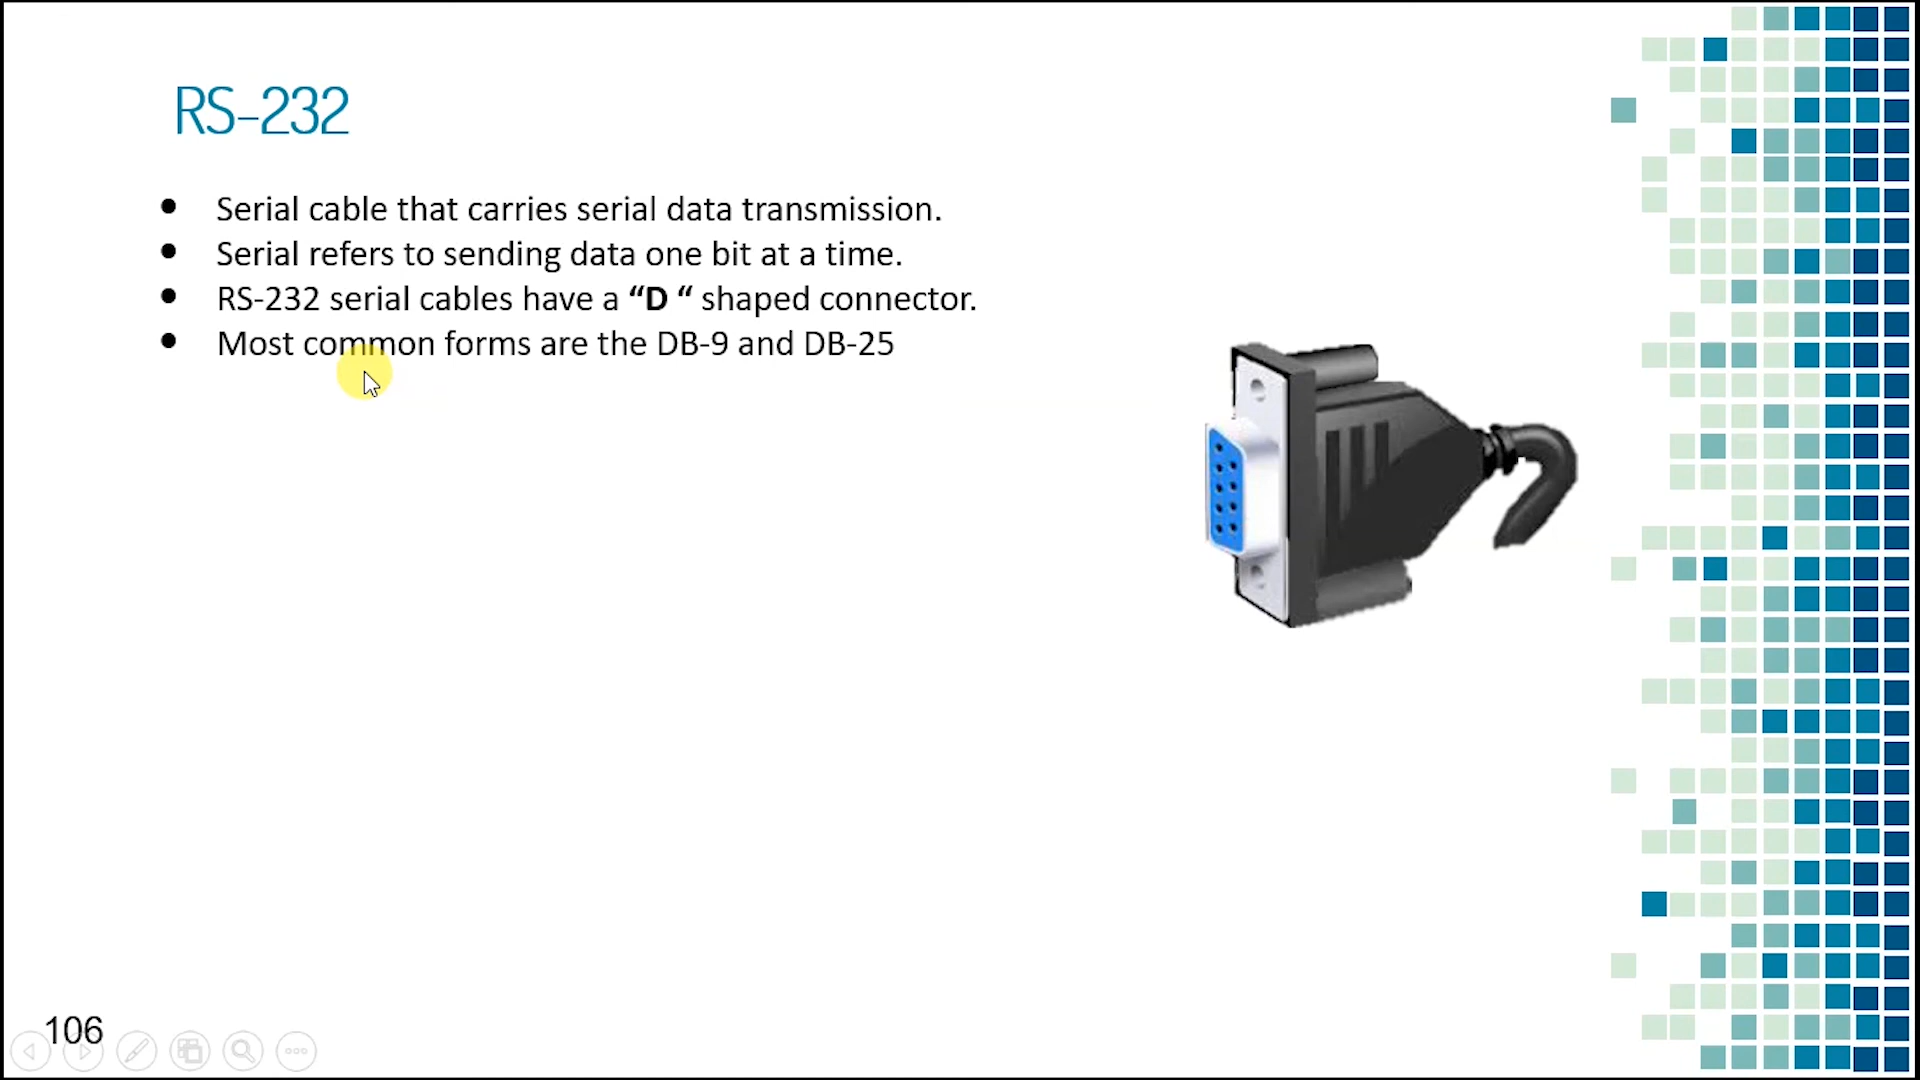 RS-232
● Serial cable that carries serial data transmission.
● Serial refers to sending data one bit at a time.
● RS-232 serial cables have a “D “ shaped connector.
● Most common forms are the DB-9 and DB-25
106